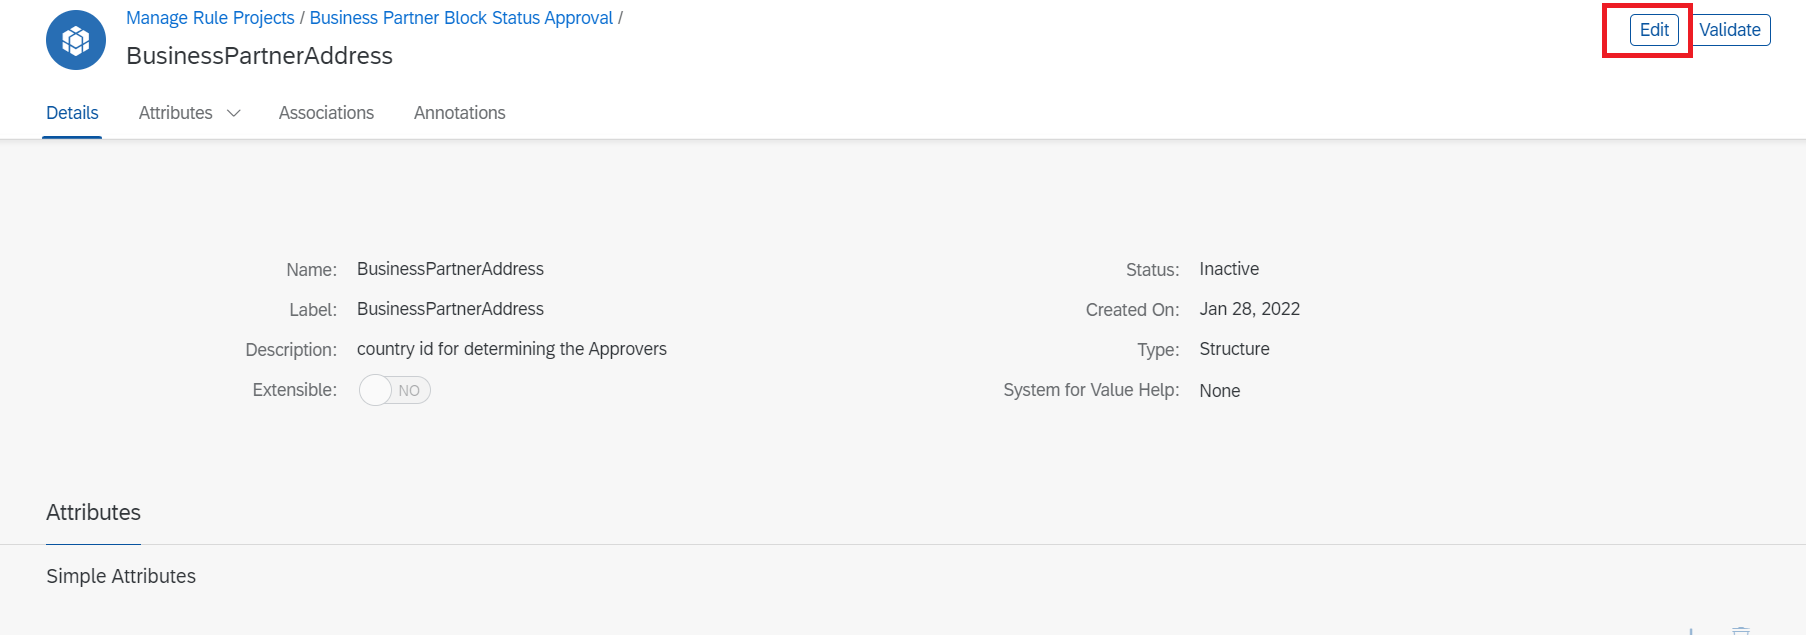 Manage Rule Projects / Business Partner Block Status Approval /
BusinessPartnerAddress
Edit
Validate
Details
Attributes
Associations
Annotations
Name: BusinessPartnerAddress
Label: BusinessPartnerAddress
Description: country id for determining the Approvers
Extensible: NO
Status: Inactive
Created On: Jan 28, 2022
Type: Structure
System for Value Help: None
Attributes
Simple Attributes